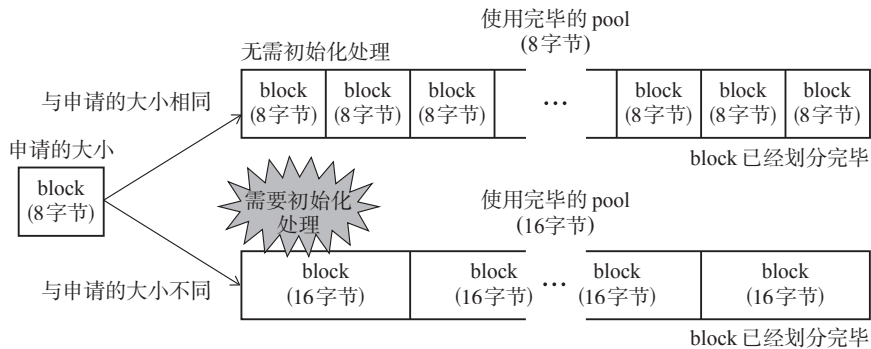 使用完毕的 pool
(8字节)
无需初始化处理
与申请的大小相同
block
(8字节)
block
(8字节)
block
(8字节)
…
block
(8字节)
block
(8字节)
block
(8字节)
block 已经划分完毕
申请的大小
block
(8字节)
需要初始化
处理
使用完毕的 pool
(16字节)
与申请的大小不同
block
(16字节)
block
(16字节)
…
block
(16字节)
block
(16字节)
block 已经划分完毕